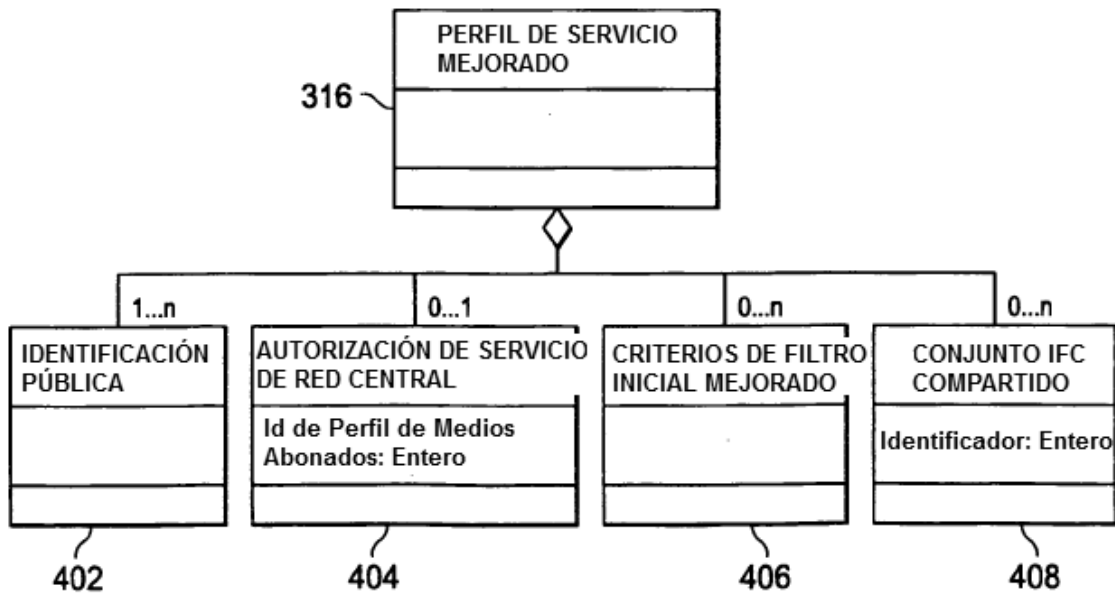 PERFIL DE SERVICIO
MEJORADO
316
1...n
0...1
0...n
0...n
IDENTIFICACIÓN
PÚBLICA
AUTORIZACIÓN DE SERVICIO
DE RED CENTRAL
Id de Perfil de Medios
Abonados: Entero
CRITERIOS DE FILTRO
INICIAL MEJORADO
CONJUNTO IFC
COMPARTIDO
Identificador: Entero
402
404
406
408